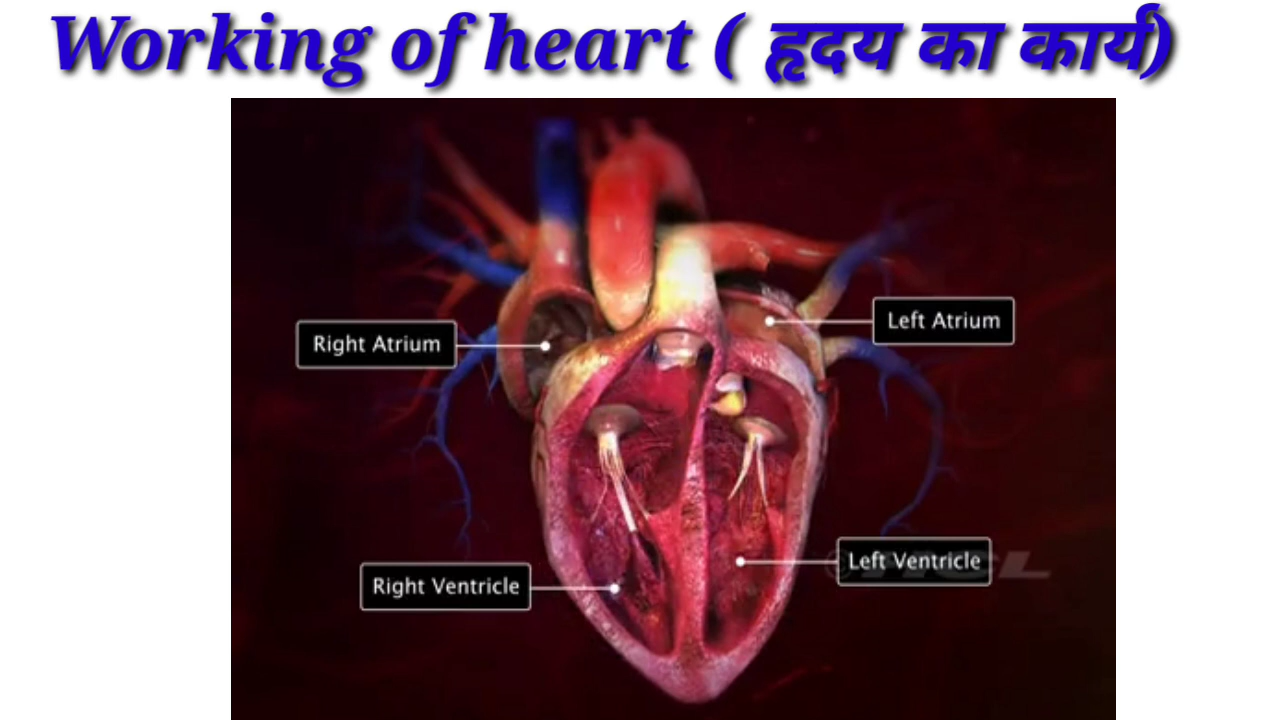 Working of heart ( हृदय का कार्य)
Left Atrium
Right Atrium
Left Ventricle
Right Ventricle